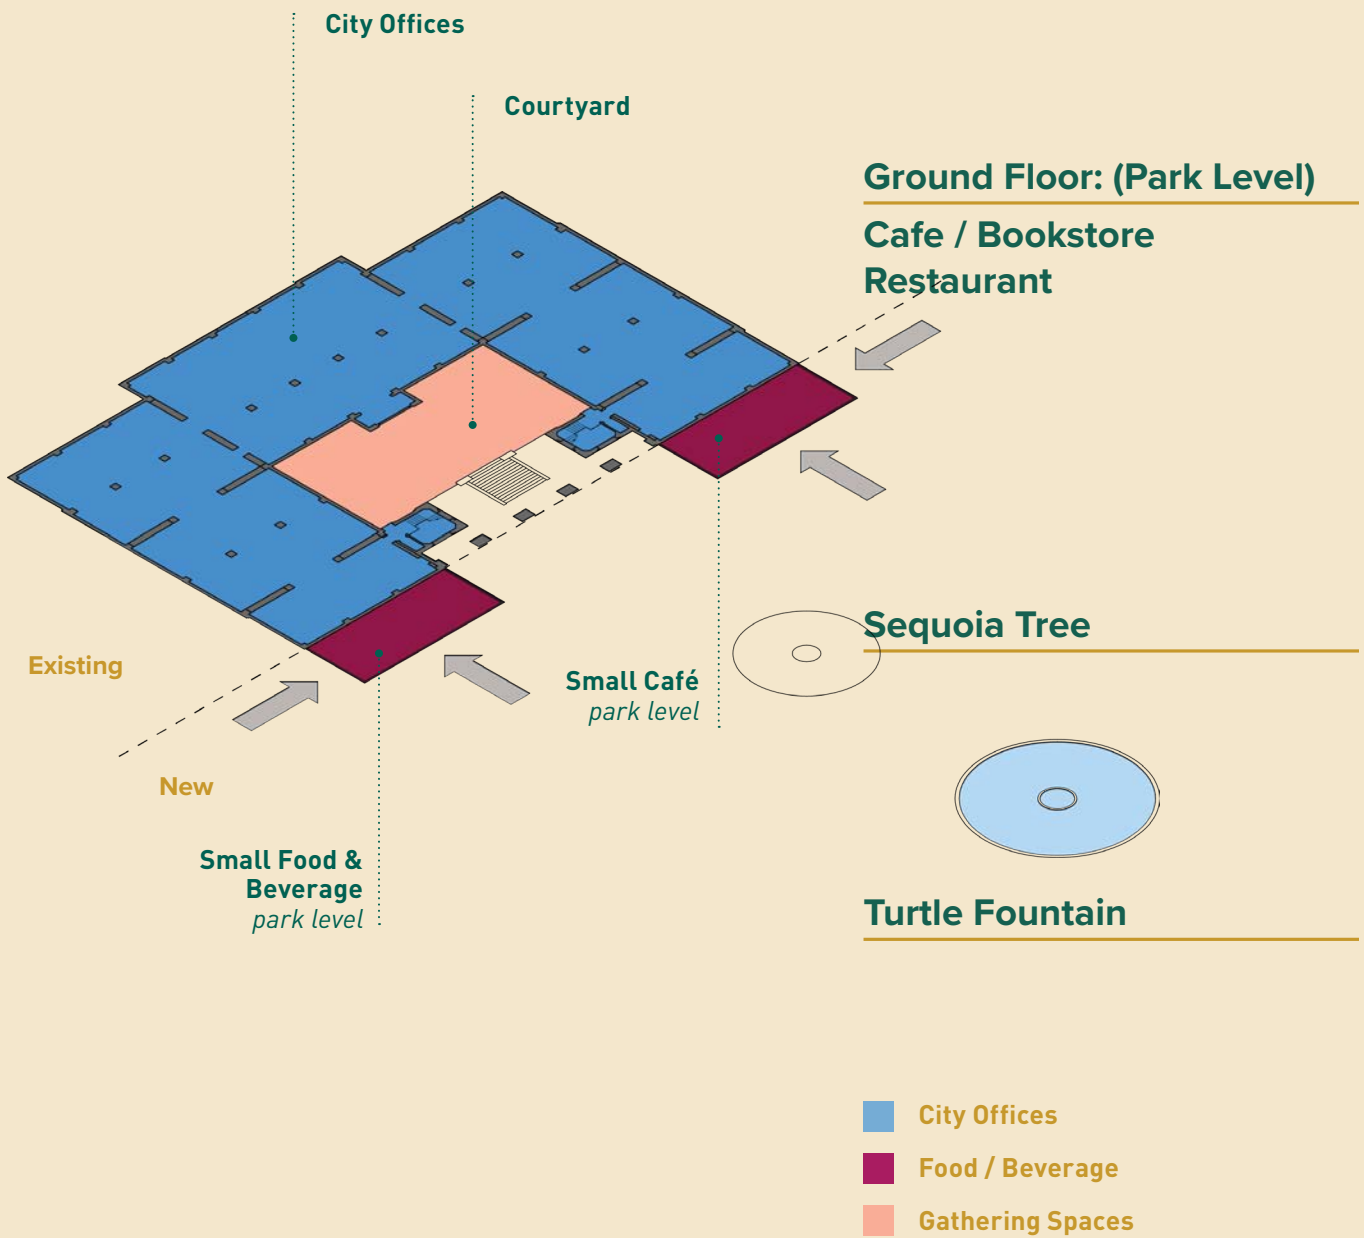 City Offices
Courtyard
Ground Floor: (Park Level)
Cafe / Bookstore
Restaurant
Existing
New
Small Café
park level
Sequoia Tree
Small Food &
Beverage
park level
Turtle Fountain
City Offices
Food / Beverage
Gathering Spaces